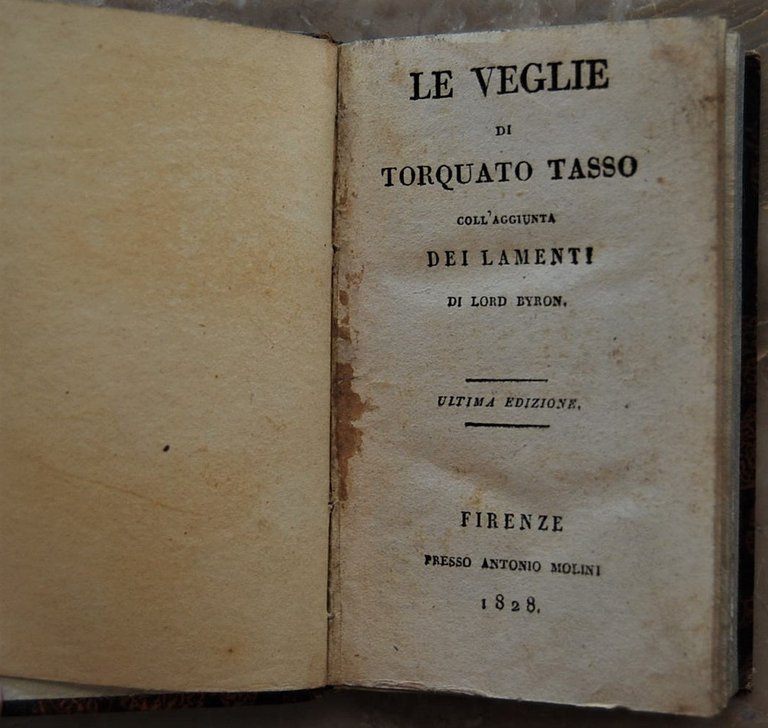 LE VEGLIE
DI
TORQUATO TASSO
COLL'AGGIUNTA
DEI LAMENTI
DI LORD BYRON.
ULTIMA EDIZIONE.
FIRENZE
PRESSO ANTONIO MOLINI
1828.